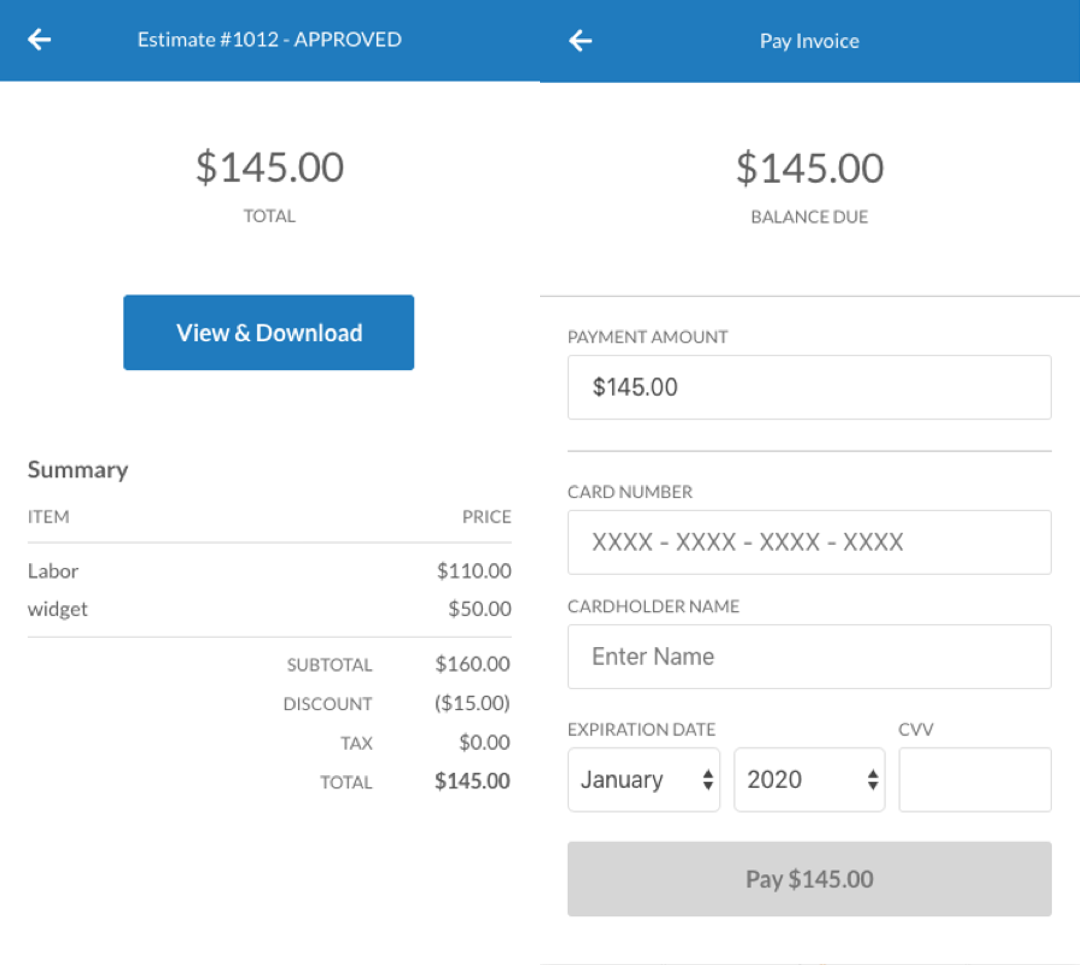 Estimate #1012 - APPROVED
$145.00
TOTAL
View & Download
Summary
ITEM PRICE
Labor $110.00
widget $50.00
SUBTOTAL $160.00
DISCOUNT ($15.00)
TAX $0.00
TOTAL $145.00
Pay Invoice
$145.00
BALANCE DUE
PAYMENT AMOUNT
$145.00
CARD NUMBER
XXXX - XXXX - XXXX - XXXX
CARDHOLDER NAME
Enter Name
EXPIRATION DATE CVV
January 2020
Pay $145.00